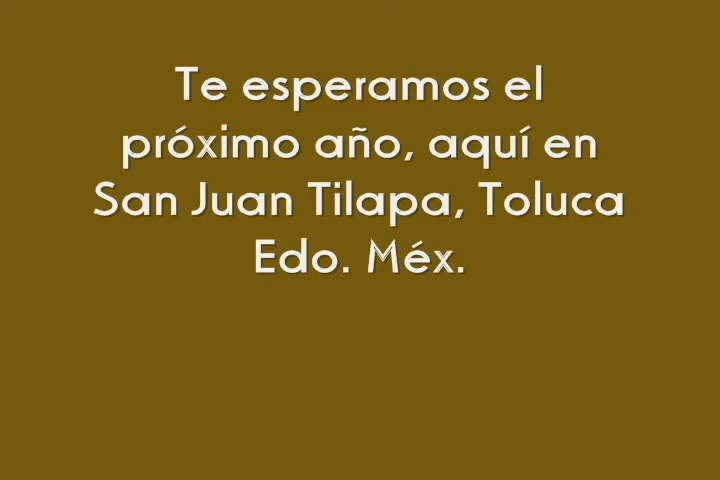 Te esperamos el
próximo año, aquí en
San Juan Tilapa, Toluca
Edo. Méx.